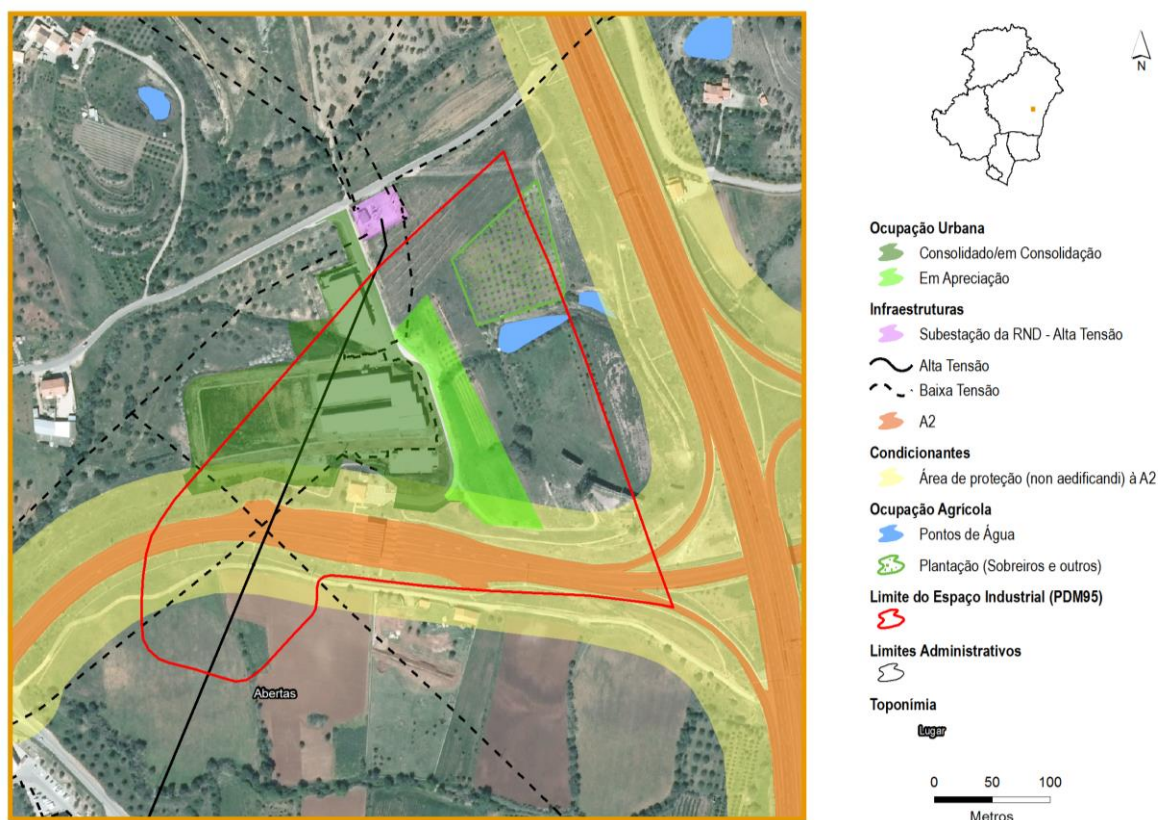 N
Ocupação Urbana
Consolidado/em Consolidação
Em Apreciação
Infraestruturas
Subestação da RND - Alta Tensão
Alta Tensão
Baixa Tensão
A2
Condicionantes
Área de proteção (non aedificandi) à A2
Ocupação Agrícola
Pontos de Água
Plantação (Sobreiros e outros)
Limite do Espaço Industrial (PDM95)
Limites Administrativos
Toponímia
Lugar
0 50 100
Metros
Abertas